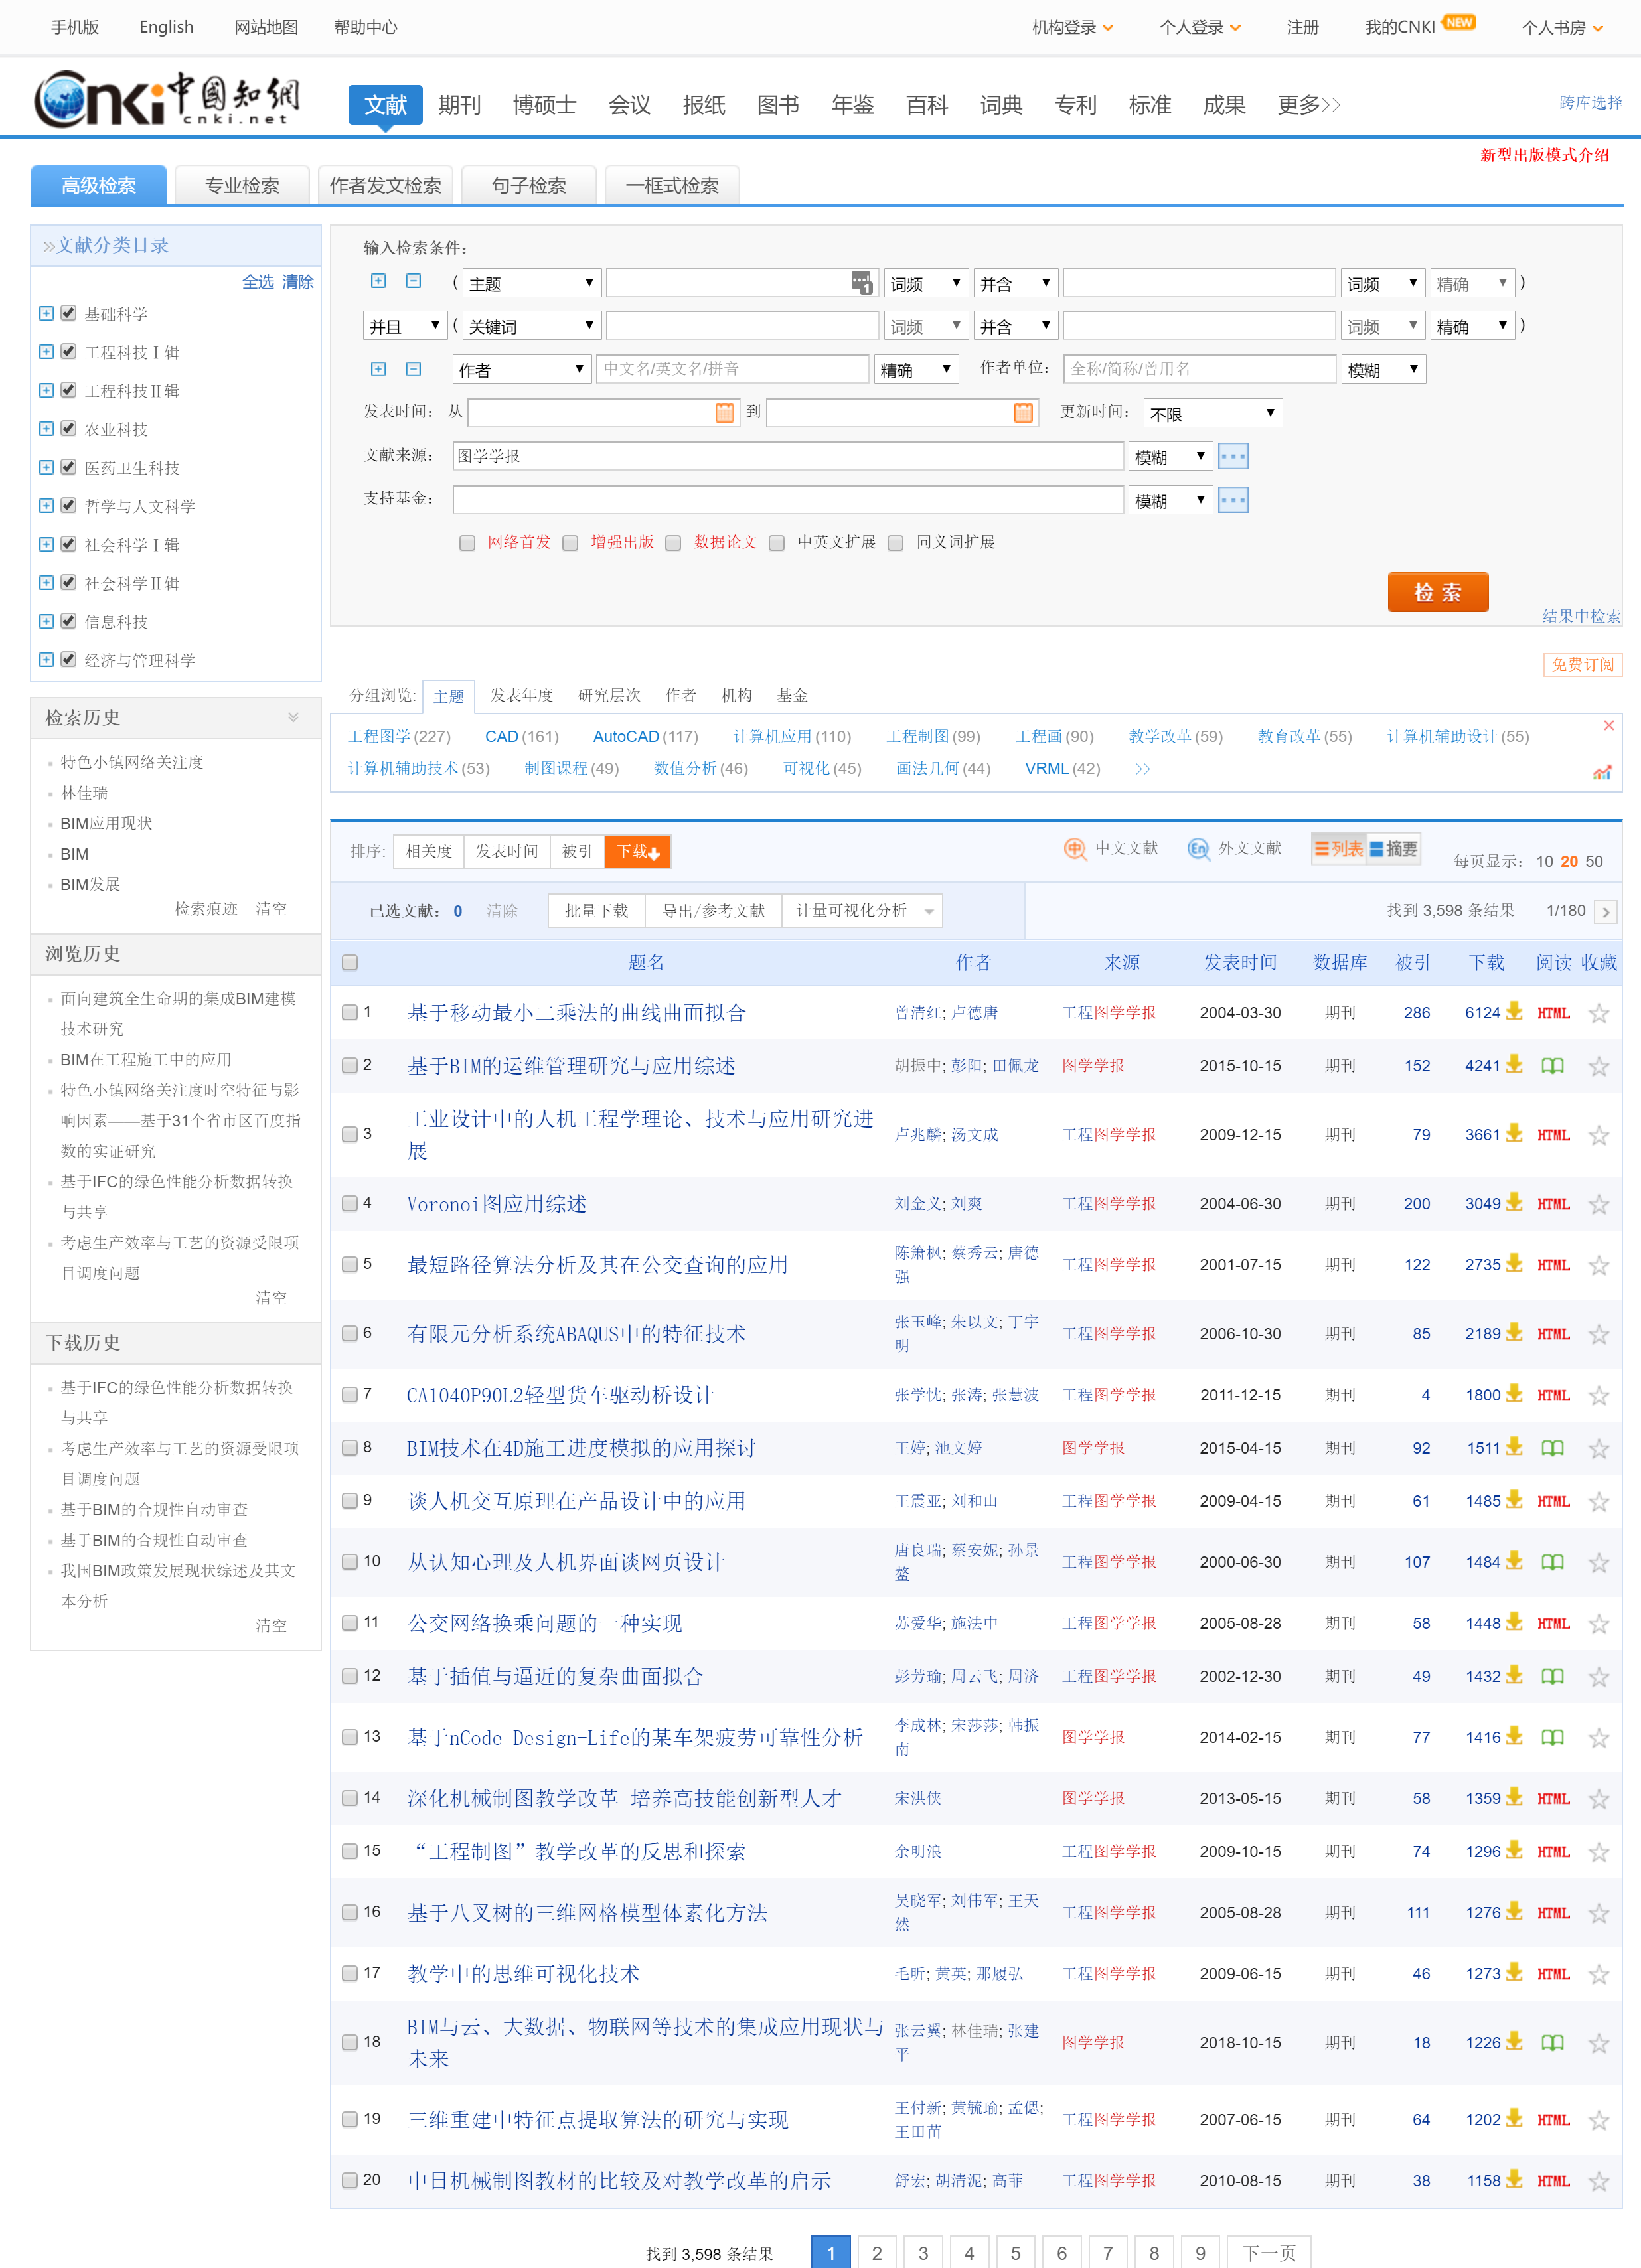 手机版 English 网站地图 帮助中心 机构登录 个人登录 注册 我的CNKI NEW 个人书房
Cnki中國知網 cnki.net
文献 期刊 博硕士 会议 报纸 图书 年鉴 百科 词典 专利 标准 成果 更多>> 跨库选择
新型出版模式介绍
高级检索 专业检索 作者发文检索 句子检索 一框式检索
文献分类目录
全选 清除
基础科学
工程科技Ⅰ辑
工程科技Ⅱ辑
农业科技
医药卫生科技
哲学与人文科学
社会科学Ⅰ辑
社会科学Ⅱ辑
信息科技
经济与管理科学
检索历史
特色小镇网络关注度
林佳瑞
BIM应用现状
BIM
BIM发展
检索痕迹 清空
浏览历史
面向建筑全生命期的集成BIM建模
技术研究
BIM在工程施工中的应用
特色小镇网络关注度时空特征与影
响因素——基于31个省市区百度指
数的实证研究
基于IFC的绿色性能分析数据转换
与共享
考虑生产效率与工艺的资源受限项
目调度问题
清空
下载历史
基于IFC的绿色性能分析数据转换
与共享
考虑生产效率与工艺的资源受限项
目调度问题
基于BIM的合规性自动审查
基于BIM的合规性自动审查
我国BIM政策发展现状综述及其文
本分析
清空
输入检索条件:
( 主题 1 词频 并含 词频 精确 )
并且 ( 关键词 词频 并含 词频 精确 )
作者 中文名/英文名/拼音 精确 作者单位: 全称/简称/曾用名 模糊
发表时间: 从 到 更新时间: 不限
文献来源: 图学学报 模糊
支持基金: 模糊
网络首发 增强出版 数据论文 中英文扩展 同义词扩展
检 索
结果中检索
免费订阅
分组浏览: 主题 发表年度 研究层次 作者 机构 基金
工程图学(227) CAD(161) AutoCAD(117) 计算机应用(110) 工程制图(99) 工程画(90) 教学改革(59) 教育改革(55) 计算机辅助设计(55)
计算机辅助技术(53) 制图课程(49) 数值分析(46) 可视化(45) 画法几何(44) VRML(42) >>
排序: 相关度 发表时间 被引 下载 中 中文文献 En 外文文献 列表 摘要 每页显示: 10 20 50
已选文献: 0 清除 批量下载 导出/参考文献 计量可视化分析 找到 3,598 条结果 1/180
题名 作者 来源 发表时间 数据库 被引 下载 阅读 收藏
1 基于移动最小二乘法的曲线曲面拟合 曾清红; 卢德唐 工程图学学报 2004-03-30 期刊 286 6124 HTML
2 基于BIM的运维管理研究与应用综述 胡振中; 彭阳; 田佩龙 图学学报 2015-10-15 期刊 152 4241
3 工业设计中的人机工程学理论、技术与应用研究进
展 卢兆麟; 汤文成 工程图学学报 2009-12-15 期刊 79 3661 HTML
4 Voronoi图应用综述 刘金义; 刘爽 工程图学学报 2004-06-30 期刊 200 3049 HTML
5 最短路径算法分析及其在公交查询的应用 陈箫枫; 蔡秀云; 唐德
强 工程图学学报 2001-07-15 期刊 122 2735 HTML
6 有限元分析系统ABAQUS中的特征技术 张玉峰; 朱以文; 丁宇
明 工程图学学报 2006-10-30 期刊 85 2189 HTML
7 CA1040P90L2轻型货车驱动桥设计 张学忱; 张涛; 张慧波 工程图学学报 2011-12-15 期刊 4 1800 HTML
8 BIM技术在4D施工进度模拟的应用探讨 王婷; 池文婷 图学学报 2015-04-15 期刊 92 1511
9 谈人机交互原理在产品设计中的应用 王震亚; 刘和山 工程图学学报 2009-04-15 期刊 61 1485 HTML
10 从认知心理及人机界面谈网页设计 唐良瑞; 蔡安妮; 孙景
鳌 工程图学学报 2000-06-30 期刊 107 1484
11 公交网络换乘问题的一种实现 苏爱华; 施法中 工程图学学报 2005-08-28 期刊 58 1448 HTML
12 基于插值与逼近的复杂曲面拟合 彭芳瑜; 周云飞; 周济 工程图学学报 2002-12-30 期刊 49 1432
13 基于nCode Design-Life的某车架疲劳可靠性分析 李成林; 宋莎莎; 韩振
南 图学学报 2014-02-15 期刊 77 1416
14 深化机械制图教学改革 培养高技能创新型人才 宋洪侠 图学学报 2013-05-15 期刊 58 1359 HTML
15 “工程制图”教学改革的反思和探索 余明浪 工程图学学报 2009-10-15 期刊 74 1296 HTML
16 基于八叉树的三维网格模型体素化方法 吴晓军; 刘伟军; 王天
然 工程图学学报 2005-08-28 期刊 111 1276 HTML
17 教学中的思维可视化技术 毛昕; 黄英; 那履弘 工程图学学报 2009-06-15 期刊 46 1273 HTML
18 BIM与云、大数据、物联网等技术的集成应用现状与
未来 张云翼; 林佳瑞; 张建
平 图学学报 2018-10-15 期刊 18 1226
19 三维重建中特征点提取算法的研究与实现 王付新; 黄毓瑜; 孟偲;
王田苗 工程图学学报 2007-06-15 期刊 64 1202 HTML
20 中日机械制图教材的比较及对教学改革的启示 舒宏; 胡清泥; 高菲 工程图学学报 2010-08-15 期刊 38 1158 HTML
找到 3,598 条结果 1 2 3 4 5 6 7 8 9 下一页